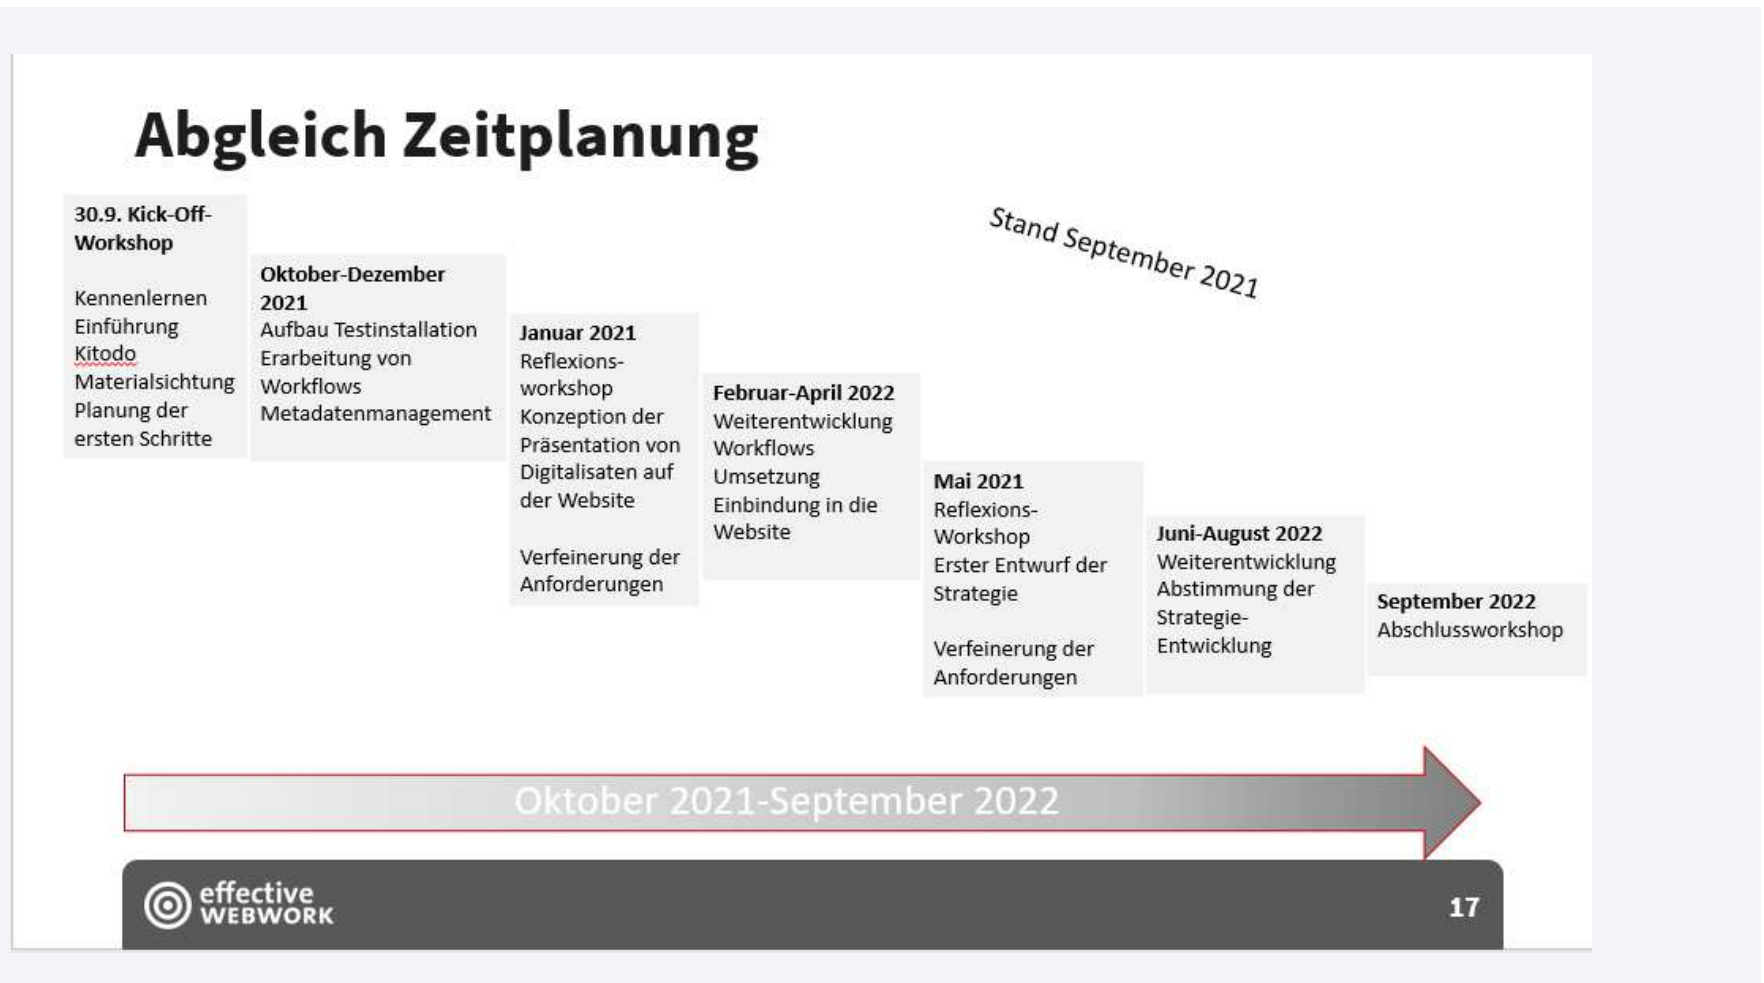 Abgleich Zeitplanung
30.9. Kick-Off-
Workshop
Kennenlernen
Einführung
Kitodo
Materialsichtung
Planung der
ersten Schritte
Oktober-Dezember
2021
Aufbau Testinstallation
Erarbeitung von
Workflows
Metadatenmanagement
Januar 2021
Reflexions-
workshop
Konzeption der
Präsentation von
Digitalisaten auf
der Website
Verfeinerung der
Anforderungen
Februar-April 2022
Weiterentwicklung
Workflows
Umsetzung
Einbindung in die
Website
Stand September 2021
Mai 2021
Reflexions-
Workshop
Erster Entwurf der
Strategie
Verfeinerung der
Anforderungen
Juni-August 2022
Weiterentwicklung
Abstimmung der
Strategie-
Entwicklung
September 2022
Abschlussworkshop
Oktober 2021-September 2022
effective
WEBWORK
17